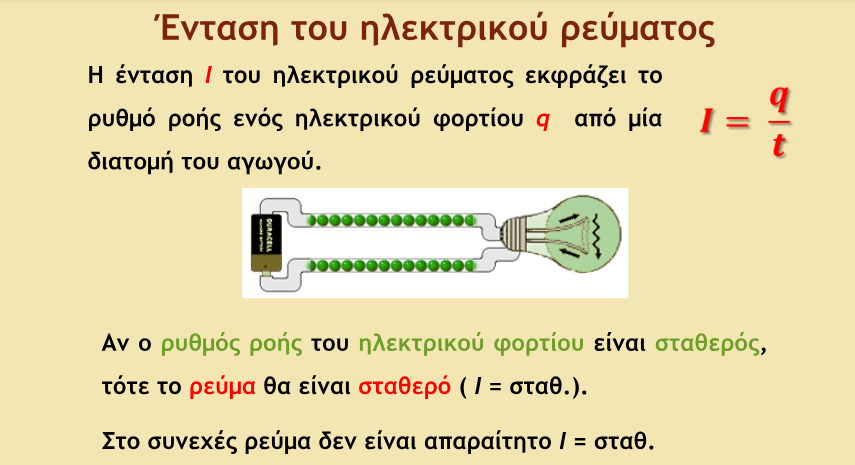 Ένταση του ηλεκτρικού ρεύματος
Η ένταση I του ηλεκτρικού ρεύματος εκφράζει το
ρυθμό ροής ενός ηλεκτρικού φορτίου q από μία
διατομή του αγωγού.
I = q/t
DURACELL
Αν ο ρυθμός ροής του ηλεκτρικού φορτίου είναι σταθερός,
τότε το ρεύμα θα είναι σταθερό ( I = σταθ.).
Στο συνεχές ρεύμα δεν είναι απαραίτητο I = σταθ.